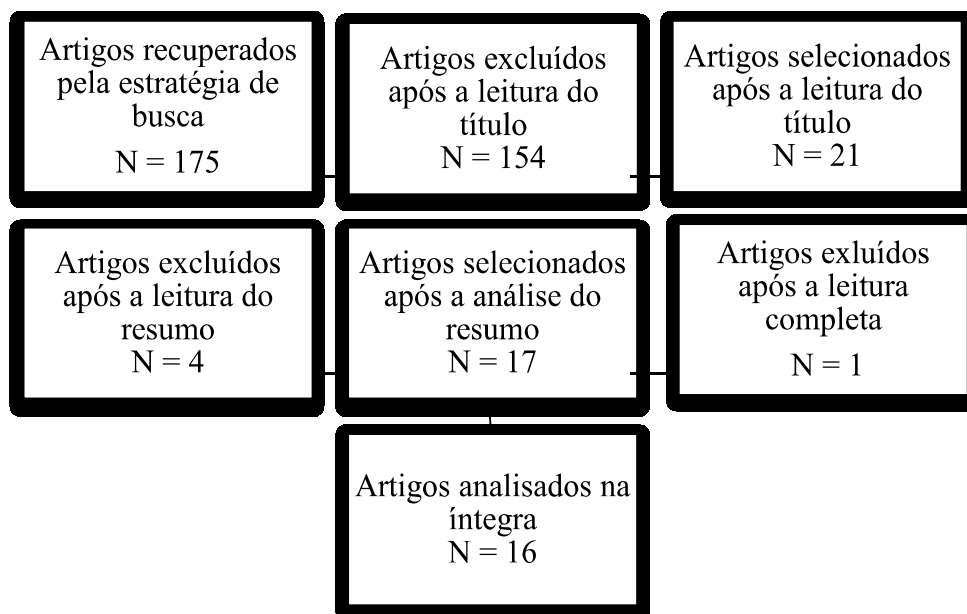 Artigos recuperados
pela estratégia de
busca
N = 175
Artigos excluídos
após a leitura do
título
N = 154
Artigos selecionados
após a leitura do
título
N = 21
Artigos excluídos
após a leitura do
resumo
N = 4
Artigos selecionados
após a análise do
resumo
N = 17
Artigos exluídos
após a leitura
completa
N = 1
Artigos analisados na
íntegra
N = 16